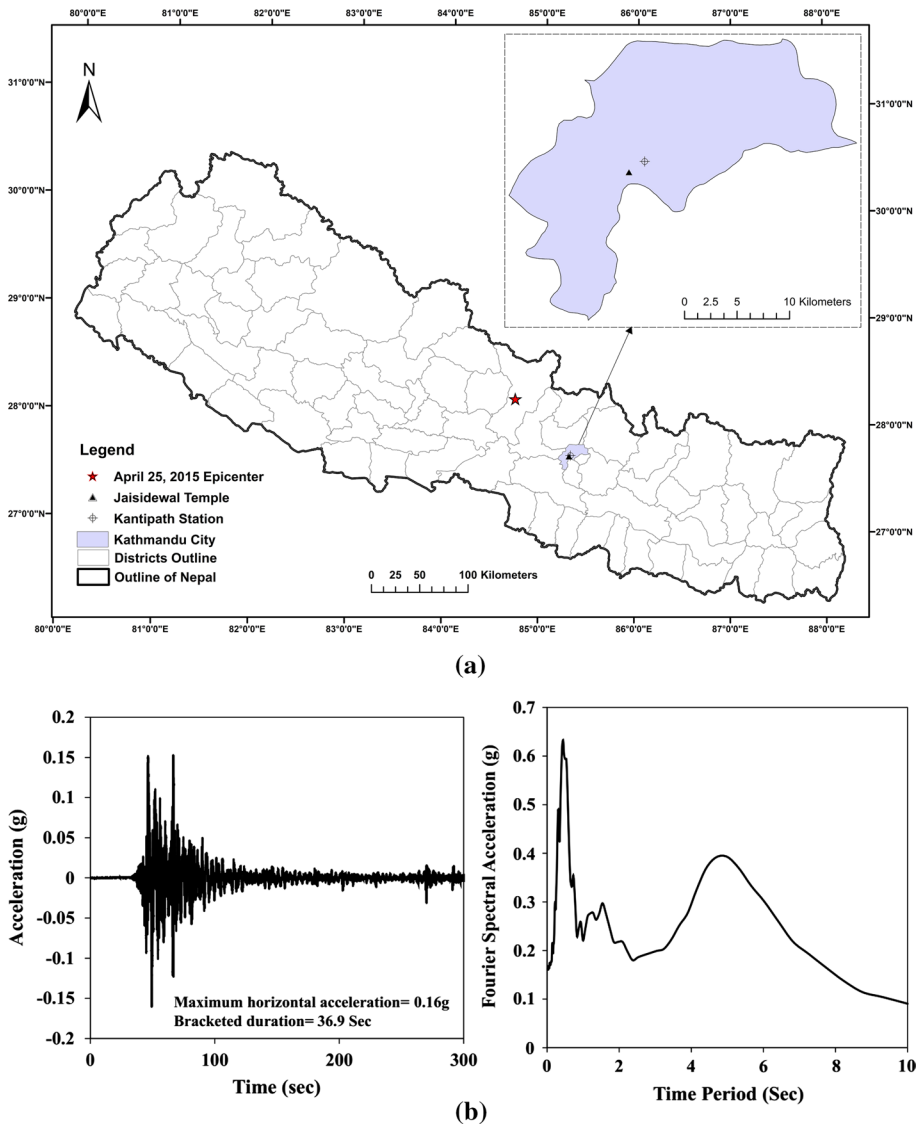 80°0'0"E 81°0'0"E 82°0'0"E 83°0'0"E 84°0'0"E 85°0'0"E 86°0'0"E 87°0'0"E 88°0'0"E
N
31°0'0"N
30°0'0"N
29°0'0"N
28°0'0"N
27°0'0"N
31°0'0"N
30°0'0"N
29°0'0"N
28°0'0"N
27°0'0"N
0 2.5 5 10 Kilometers
Legend
April 25, 2015 Epicenter
Jaisidewal Temple
Kantipath Station
Kathmandu City
Districts Outline
Outline of Nepal
0 25 50 100 Kilometers
80°0'0"E 81°0'0"E 82°0'0"E 83°0'0"E 84°0'0"E 85°0'0"E 86°0'0"E 87°0'0"E 88°0'0"E
(a)
Acceleration (g)
0.2
0.15
0.1
0.05
0
-0.05
-0.1
-0.15
-0.2
Maximum horizontal acceleration= 0.16g
Bracketed duration= 36.9 Sec
0 100 200 300
Time (sec)
Fourier Spectral Acceleration (g)
0.7
0.6
0.5
0.4
0.3
0.2
0.1
0
0 2 4 6 8 10
Time Period (Sec)
(b)